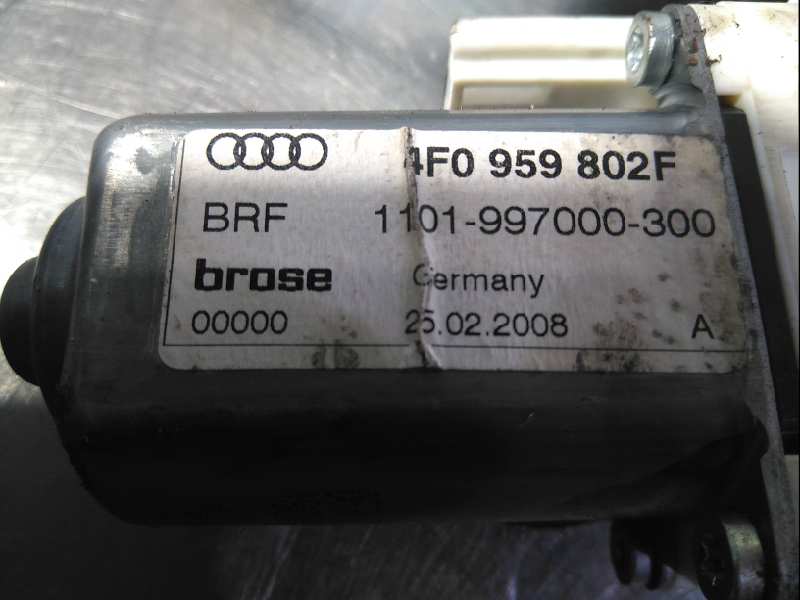 4F0 959 802F
BRF 1101-997000-300
brose Germany
00000 25.02.2008 A